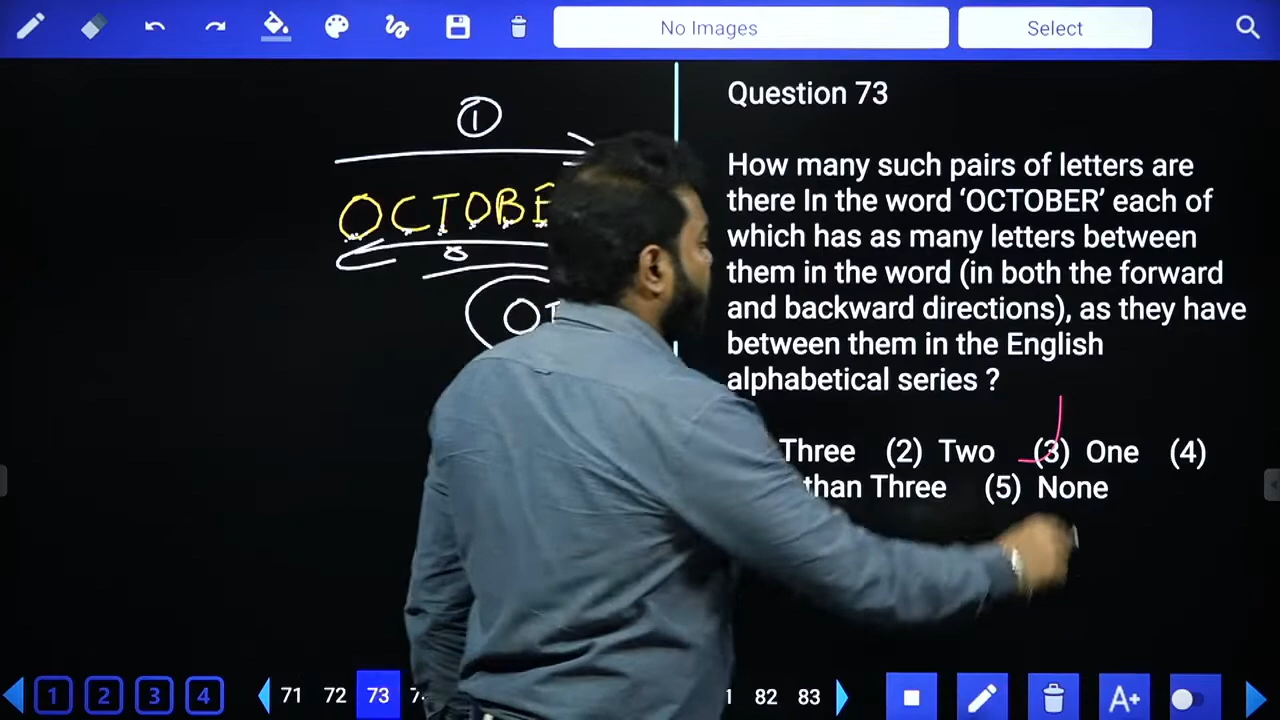 No Images
Select
Question 73
1
How many such pairs of letters are
there In the word ‘OCTOBER’ each of
OCTOBE
which has as many letters between
them in the word (in both the forward
and backward directions), as they have
between them in the English
alphabetical series ?
Three (2) Two (3) One (4)
than Three (5) None
1 2 3 4 71 72 73 82 83 A+